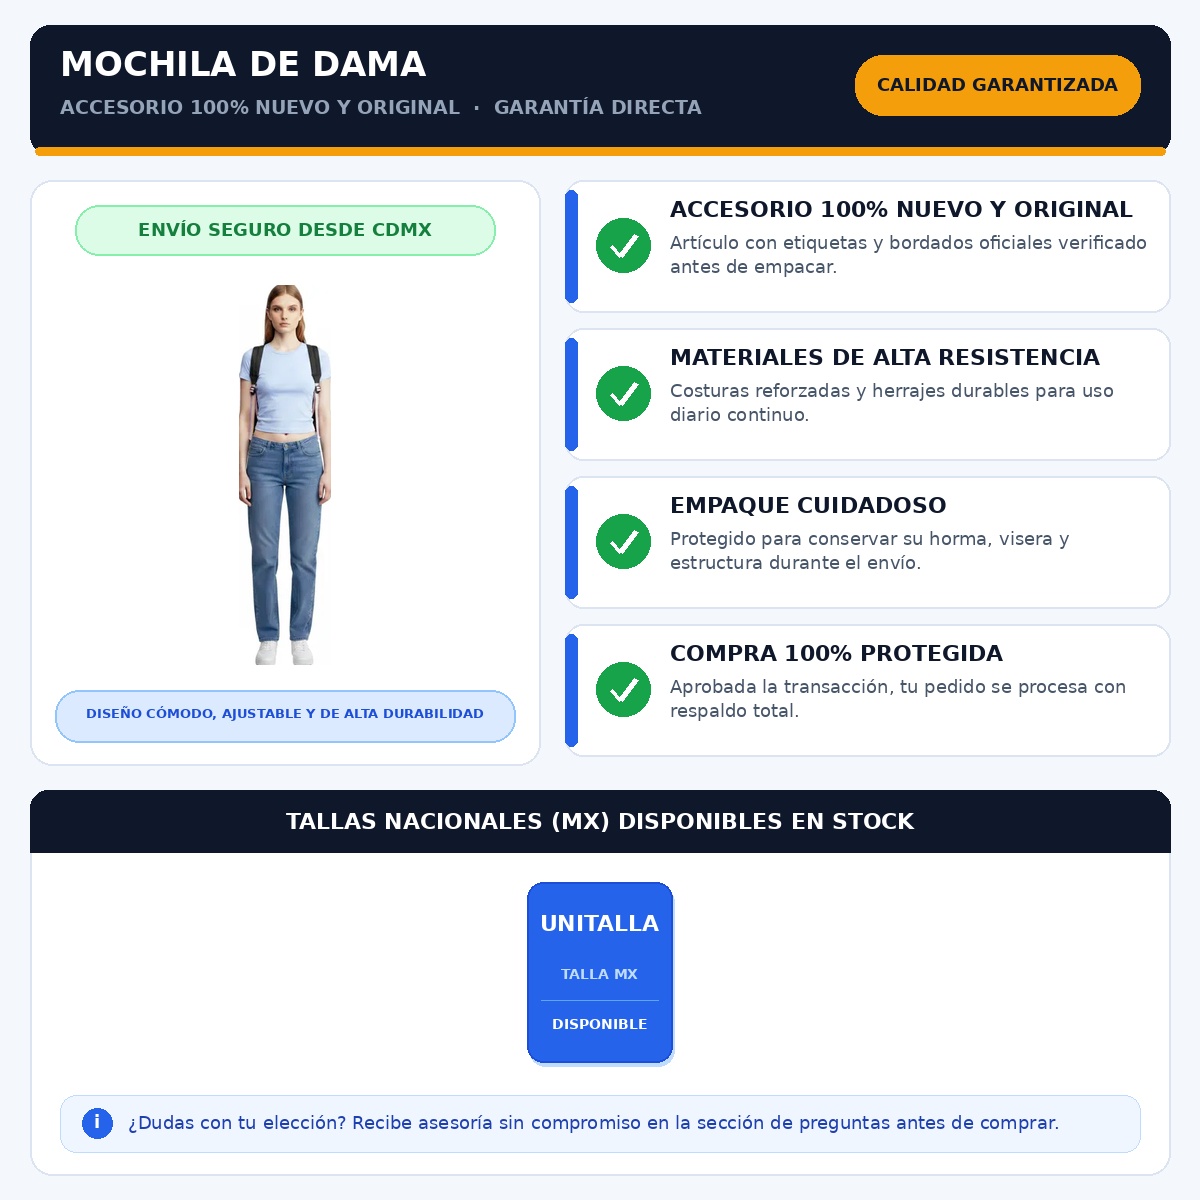 MOCHILA DE DAMA
ACCESORIO 100% NUEVO Y ORIGINAL · GARANTÍA DIRECTA
CALIDAD GARANTIZADA
ENVÍO SEGURO DESDE CDMX
DISEÑO CÓMODO, AJUSTABLE Y DE ALTA DURABILIDAD
ACCESORIO 100% NUEVO Y ORIGINAL
Artículo con etiquetas y bordados oficiales verificado
antes de empacar.
MATERIALES DE ALTA RESISTENCIA
Costuras reforzadas y herrajes durables para uso
diario continuo.
EMPAQUE CUIDADOSO
Protegido para conservar su horma, visera y
estructura durante el envío.
COMPRA 100% PROTEGIDA
Aprobada la transacción, tu pedido se procesa con
respaldo total.
TALLAS NACIONALES (MX) DISPONIBLES EN STOCK
UNITALLA
TALLA MX
DISPONIBLE
i ¿Dudas con tu elección? Recibe asesoría sin compromiso en la sección de preguntas antes de comprar.